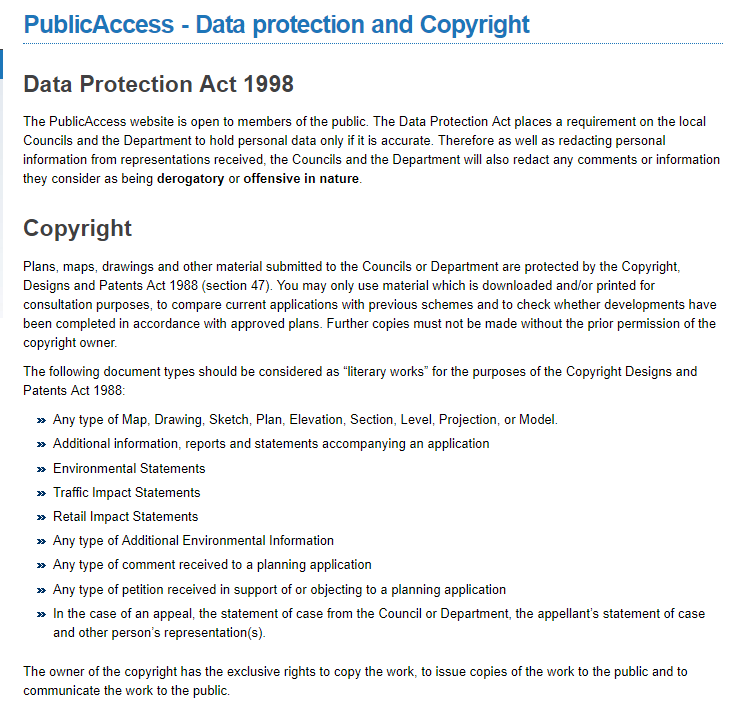 PublicAccess - Data protection and Copyright
Data Protection Act 1998
The PublicAccess website is open to members of the public. The Data Protection Act places a requirement on the local
Councils and the Department to hold personal data only if it is accurate. Therefore as well as redacting personal
information from representations received, the Councils and the Department will also redact any comments or information
they consider as being derogatory or offensive in nature.
Copyright
Plans, maps, drawings and other material submitted to the Councils or Department are protected by the Copyright,
Designs and Patents Act 1988 (section 47). You may only use material which is downloaded and/or printed for
consultation purposes, to compare current applications with previous schemes and to check whether developments have
been completed in accordance with approved plans. Further copies must not be made without the prior permission of the
copyright owner.
The following document types should be considered as “literary works” for the purposes of the Copyright Designs and
Patents Act 1988:
» Any type of Map, Drawing, Sketch, Plan, Elevation, Section, Level, Projection, or Model.
» Additional information, reports and statements accompanying an application
» Environmental Statements
» Traffic Impact Statements
» Retail Impact Statements
» Any type of Additional Environmental Information
» Any type of comment received to a planning application
» Any type of petition received in support of or objecting to a planning application
» In the case of an appeal, the statement of case from the Council or Department, the appellant’s statement of case
and other person’s representation(s).
The owner of the copyright has the exclusive rights to copy the work, to issue copies of the work to the public and to
communicate the work to the public.